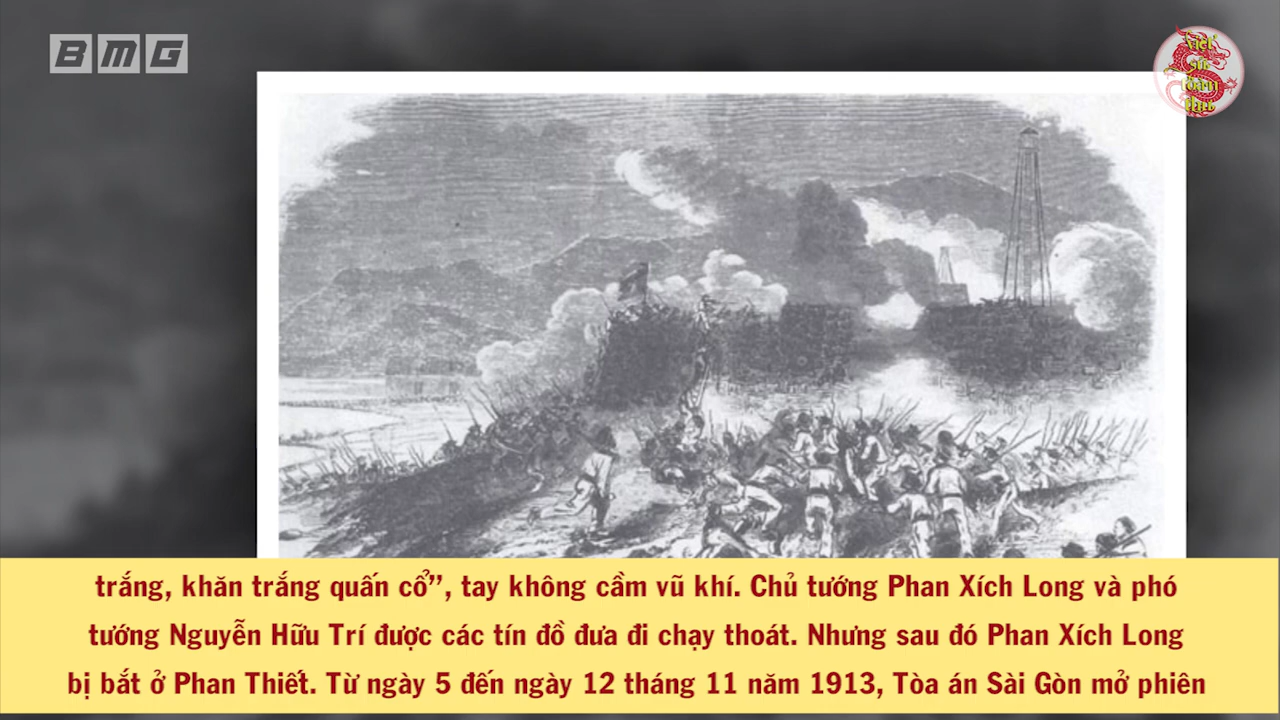 BMG
Việt
sử
trắng, khăn trắng quấn cổ”, tay không cầm vũ khí. Chủ tướng Phan Xích Long và phó
tướng Nguyễn Hữu Trí được các tín đồ đưa đi chạy thoát. Nhưng sau đó Phan Xích Long
bị bắt ở Phan Thiết. Từ ngày 5 đến ngày 12 tháng 11 năm 1913, Tòa án Sài Gòn mở phiên